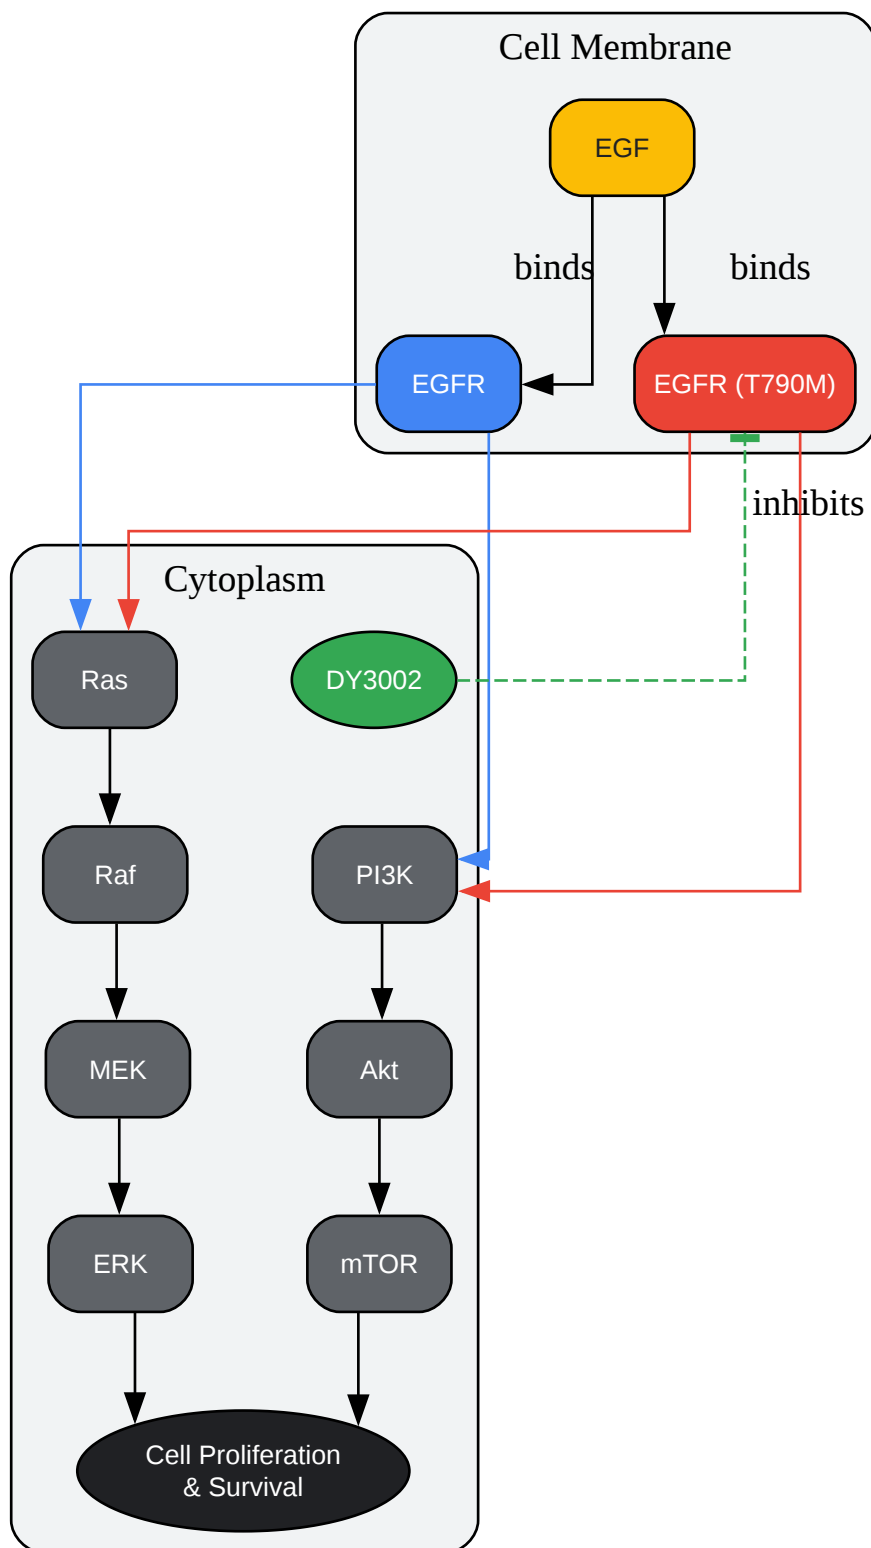 Cell Membrane
EGF
binds
binds
EGFR
EGFR (T790M)
inhibits
Cytoplasm
Ras
DY3002
Raf
PI3K
MEK
Akt
ERK
mTOR
Cell Proliferation
& Survival